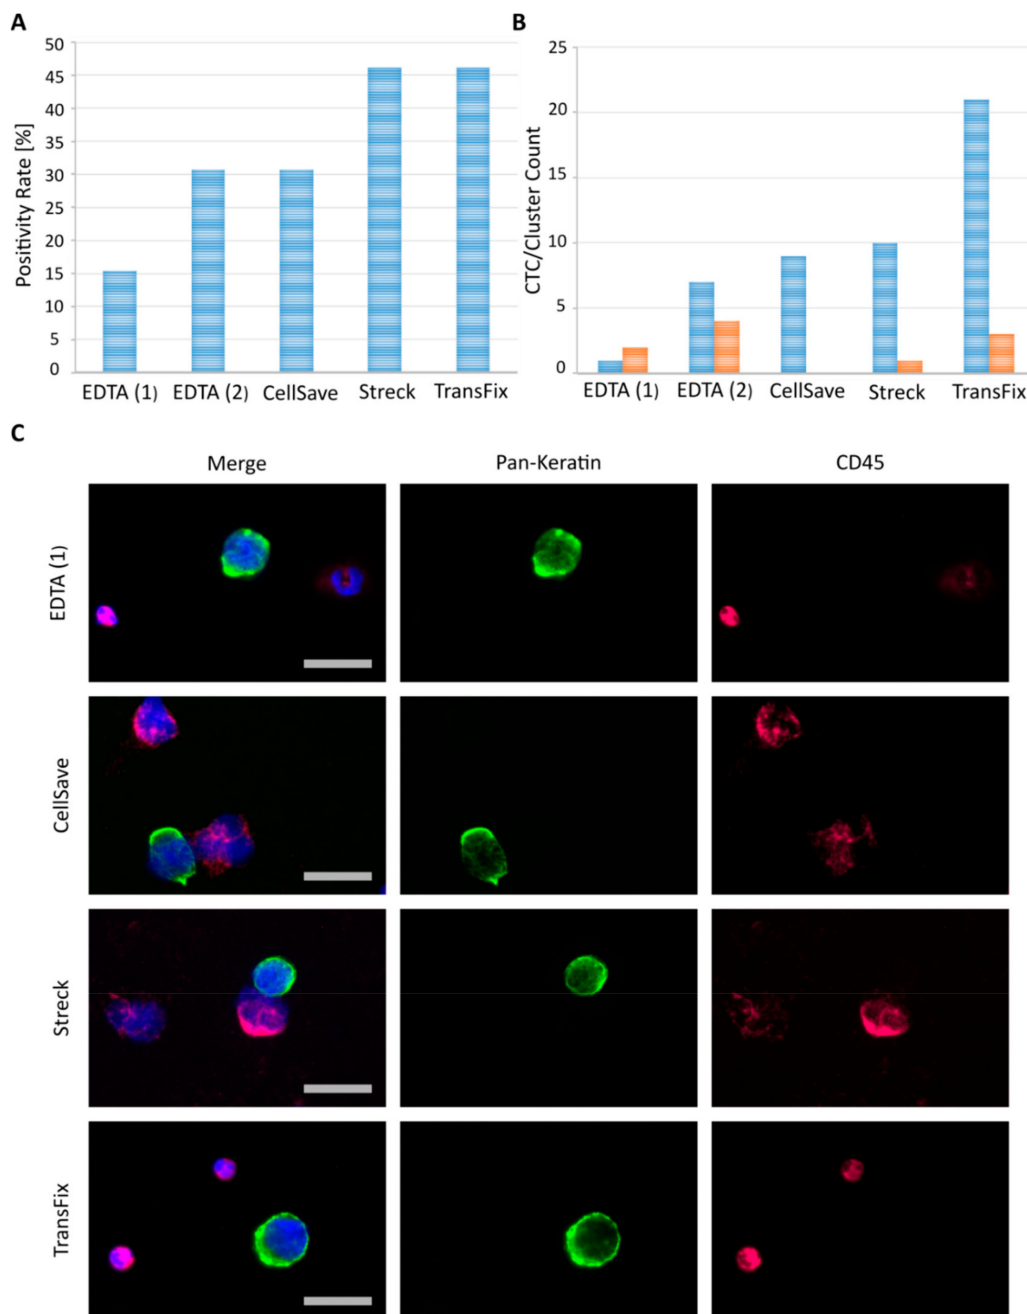 A
Positivity Rate [%]
50
45
40
35
30
25
20
15
10
5
0
EDTA (1) EDTA (2) CellSave Streck TransFix
B
CTC/Cluster Count
25
20
15
10
5
0
EDTA (1) EDTA (2) CellSave Streck TransFix
C
Merge Pan-Keratin CD45
EDTA (1)
CellSave
Streck
TransFix